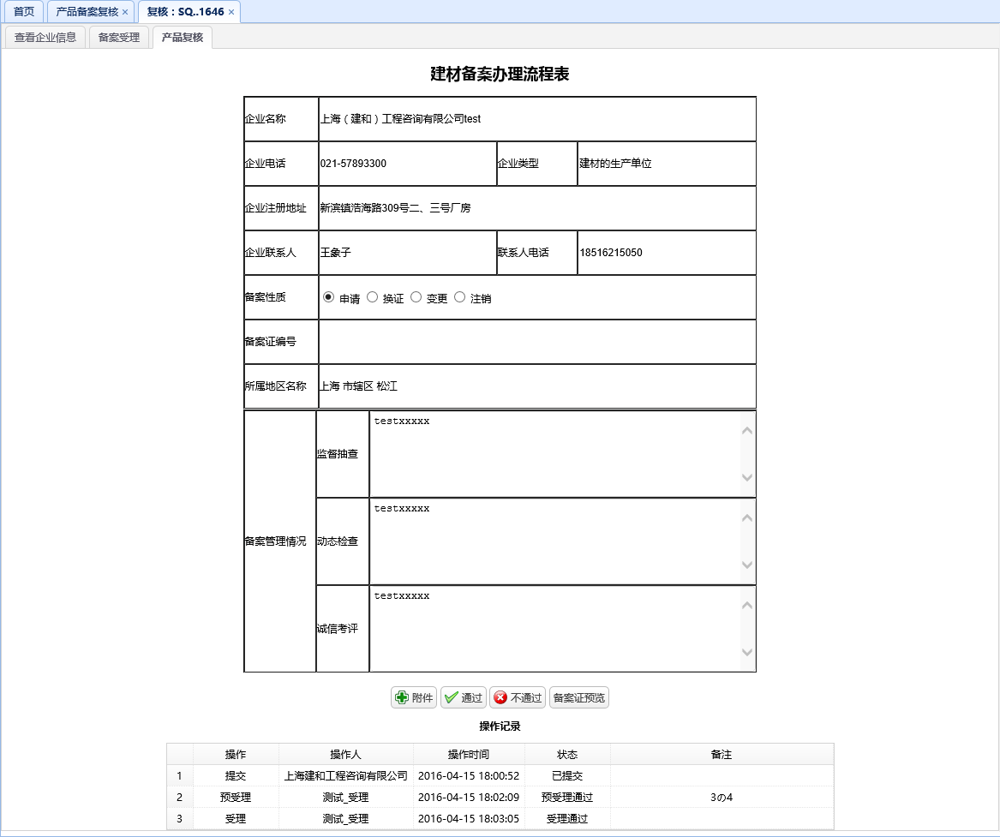 首页 产品备案复核 × 复核：SQ..1646 ×
查看企业信息 备案受理 产品复核
建材备案办理流程表
企业名称 上海（建和）工程咨询有限公司test
企业电话 021-57893300 企业类型 建材的生产单位
企业注册地址 新滨镇浩海路309号二、三号厂房
企业联系人 王象子 联系人电话 18516215050
备案性质 申请 换证 变更 注销
备案证编号
所属地区名称 上海 市辖区 松江
备案管理情况
监督抽查 testxxxxx
动态检查 testxxxxx
诚信考评 testxxxxx
附件 通过 不通过 备案证预览
操作记录
操作 操作人 操作时间 状态 备注
1 提交 上海建和工程咨询有限公司 2016-04-15 18:00:52 已提交
2 预受理 测试_受理 2016-04-15 18:02:09 预受理通过 3の4
3 受理 测试_受理 2016-04-15 18:03:05 受理通过